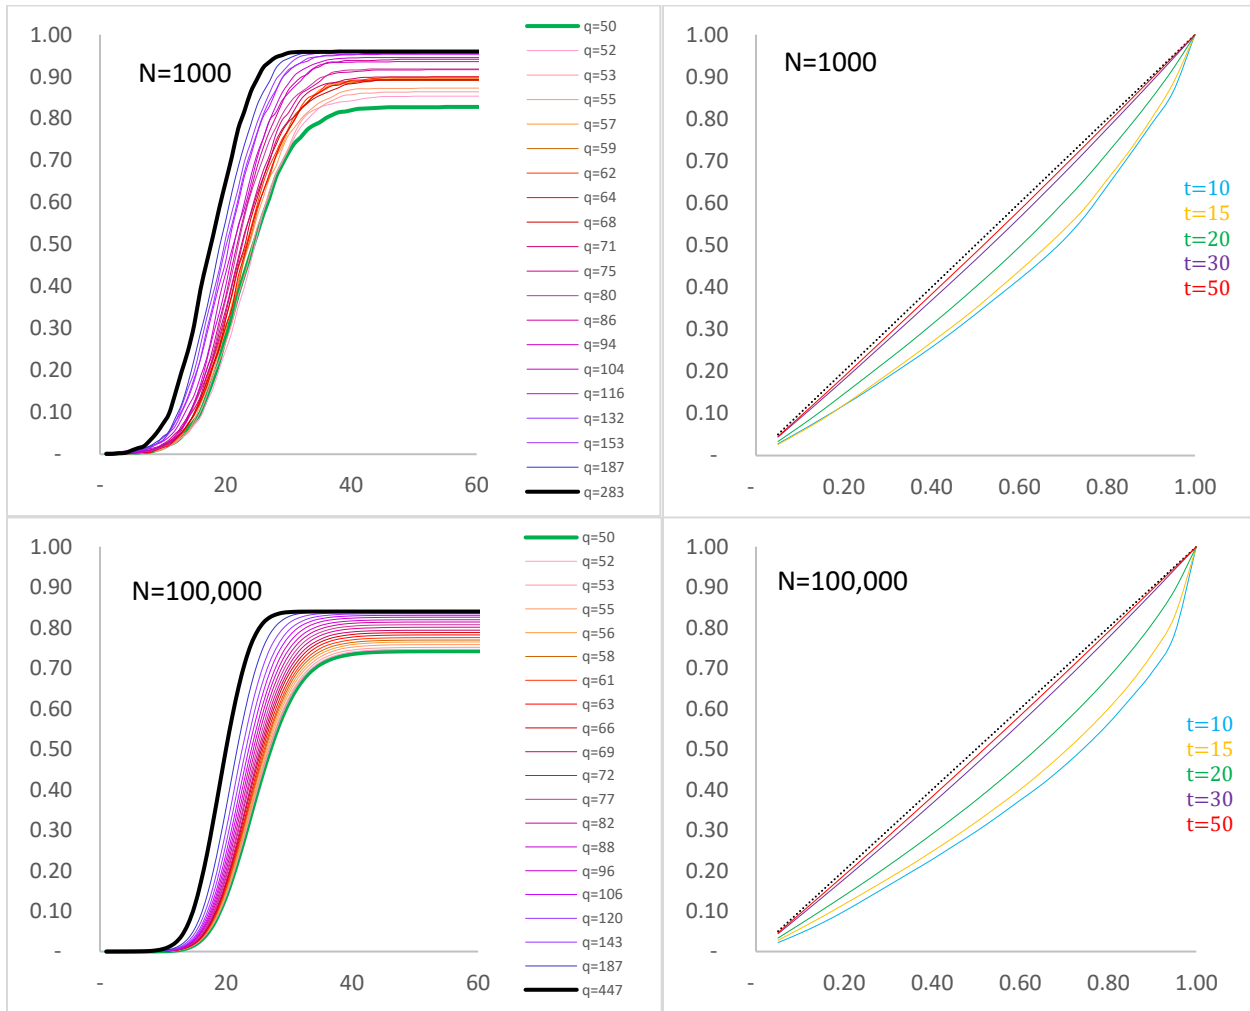 N=1000
1.00
0.90
0.80
0.70
0.60
0.50
0.40
0.30
0.20
0.10
-
-
20
40
60
q=50
q=52
q=53
q=55
q=57
q=59
q=62
q=64
q=68
q=71
q=75
q=80
q=86
q=94
q=104
q=116
q=132
q=153
q=187
q=283
N=1000
1.00
0.90
0.80
0.70
0.60
0.50
0.40
0.30
0.20
0.10
-
-
0.20
0.40
0.60
0.80
1.00
t=10
t=15
t=20
t=30
t=50
N=100,000
1.00
0.90
0.80
0.70
0.60
0.50
0.40
0.30
0.20
0.10
-
-
20
40
60
q=50
q=52
q=53
q=55
q=56
q=58
q=61
q=63
q=66
q=69
q=72
q=77
q=82
q=88
q=96
q=106
q=120
q=143
q=187
q=447
N=100,000
1.00
0.90
0.80
0.70
0.60
0.50
0.40
0.30
0.20
0.10
-
-
0.20
0.40
0.60
0.80
1.00
t=10
t=15
t=20
t=30
t=50